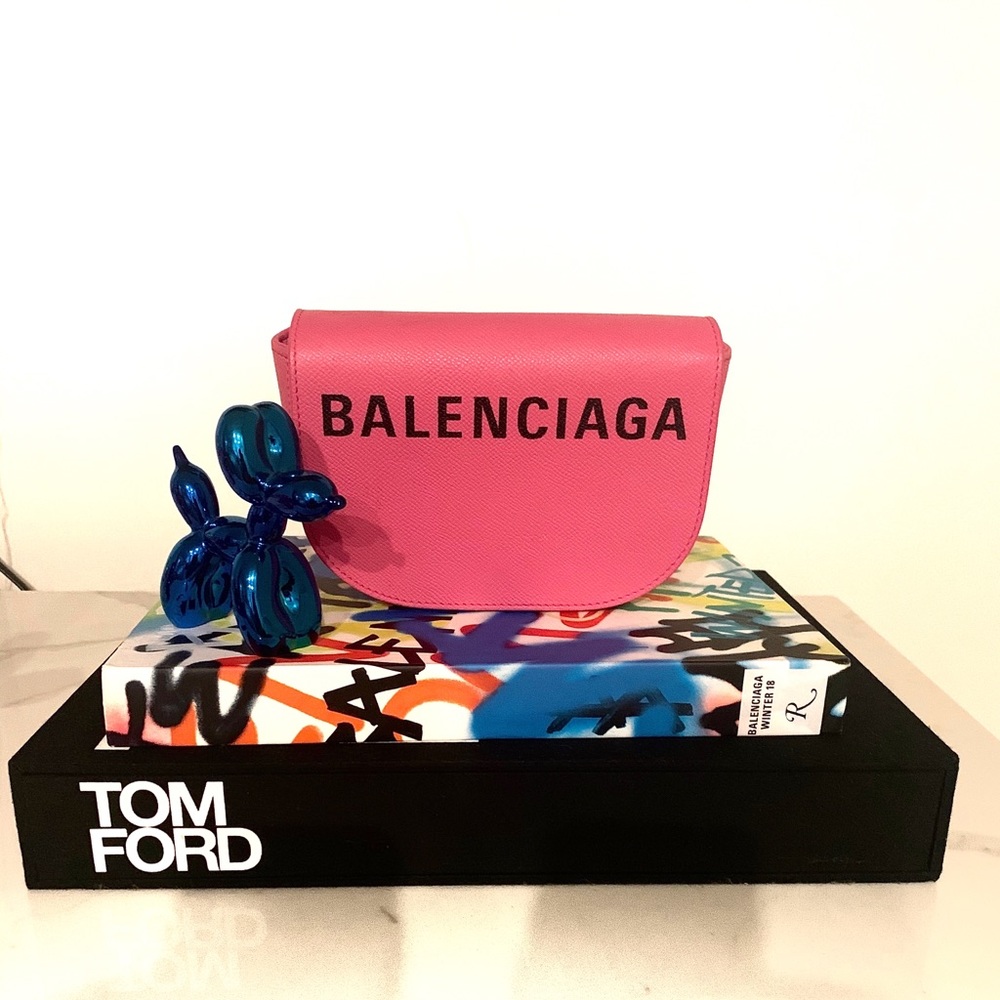 BALENCIAGA
BALENCIAGA
WINTER 18
R
TOM
FORD